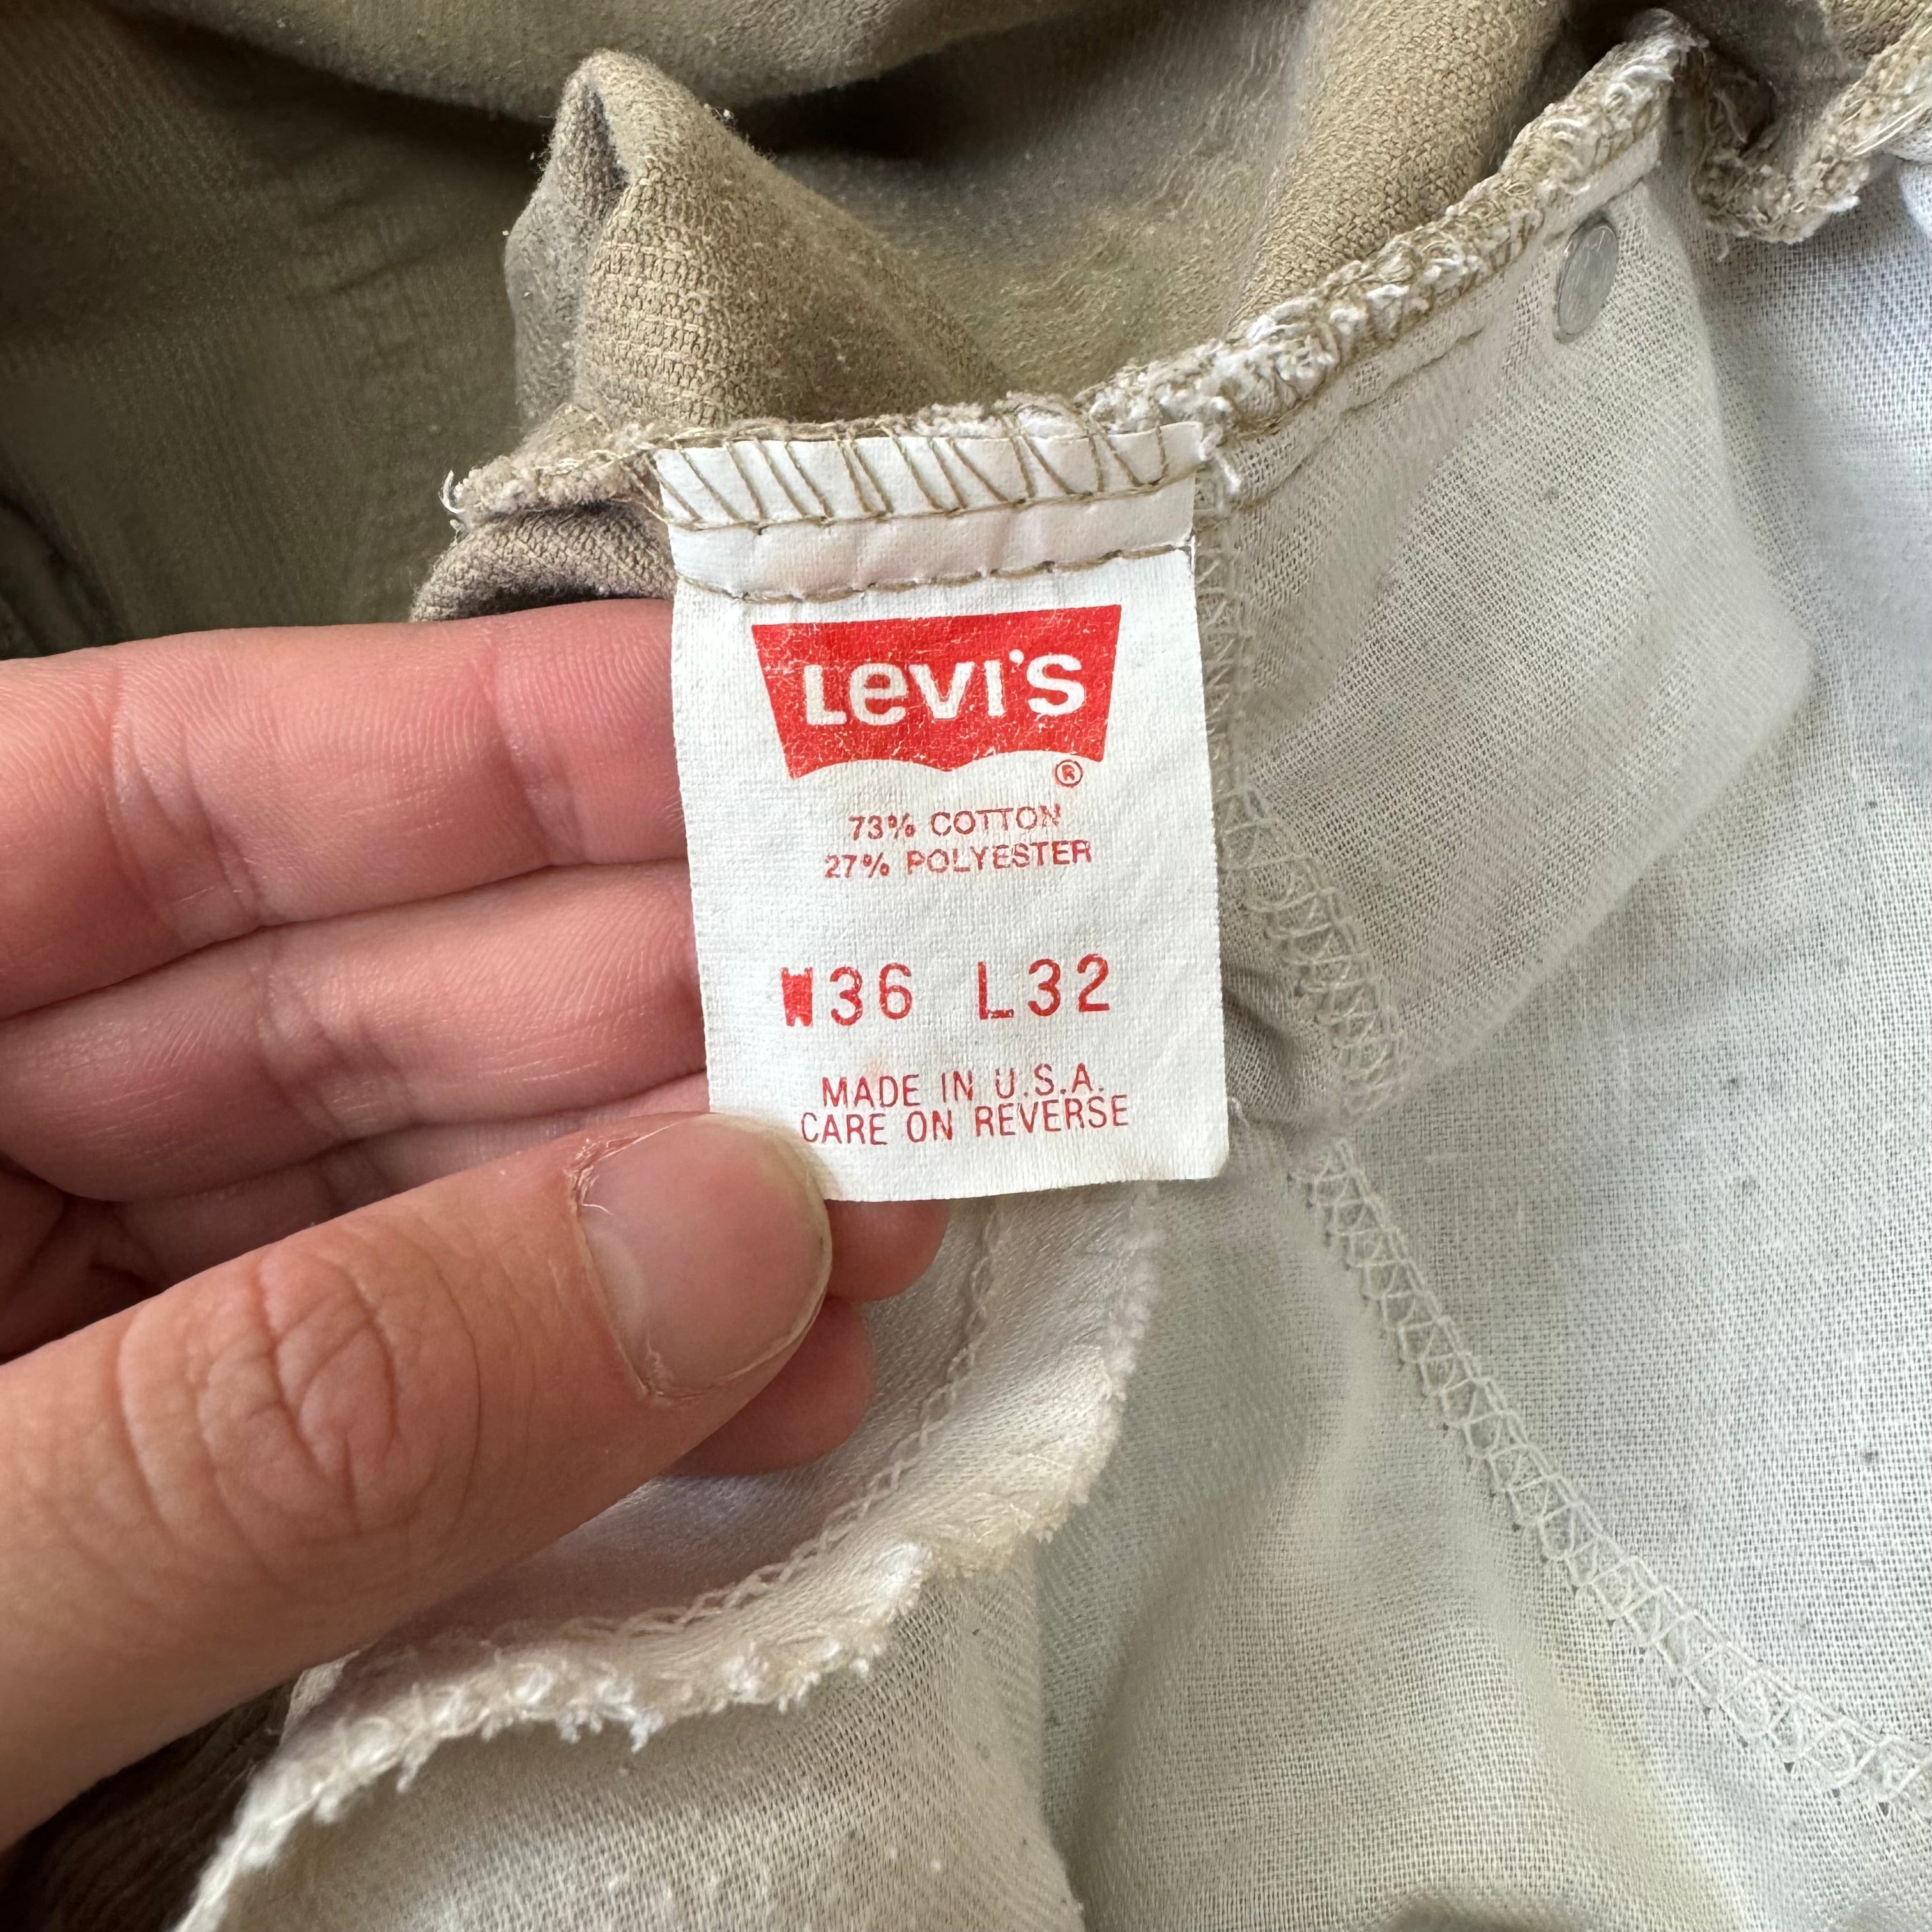 Levi's
®
73% COTTON
27% POLYESTER
W36 L32
MADE IN U.S.A.
CARE ON REVERSE